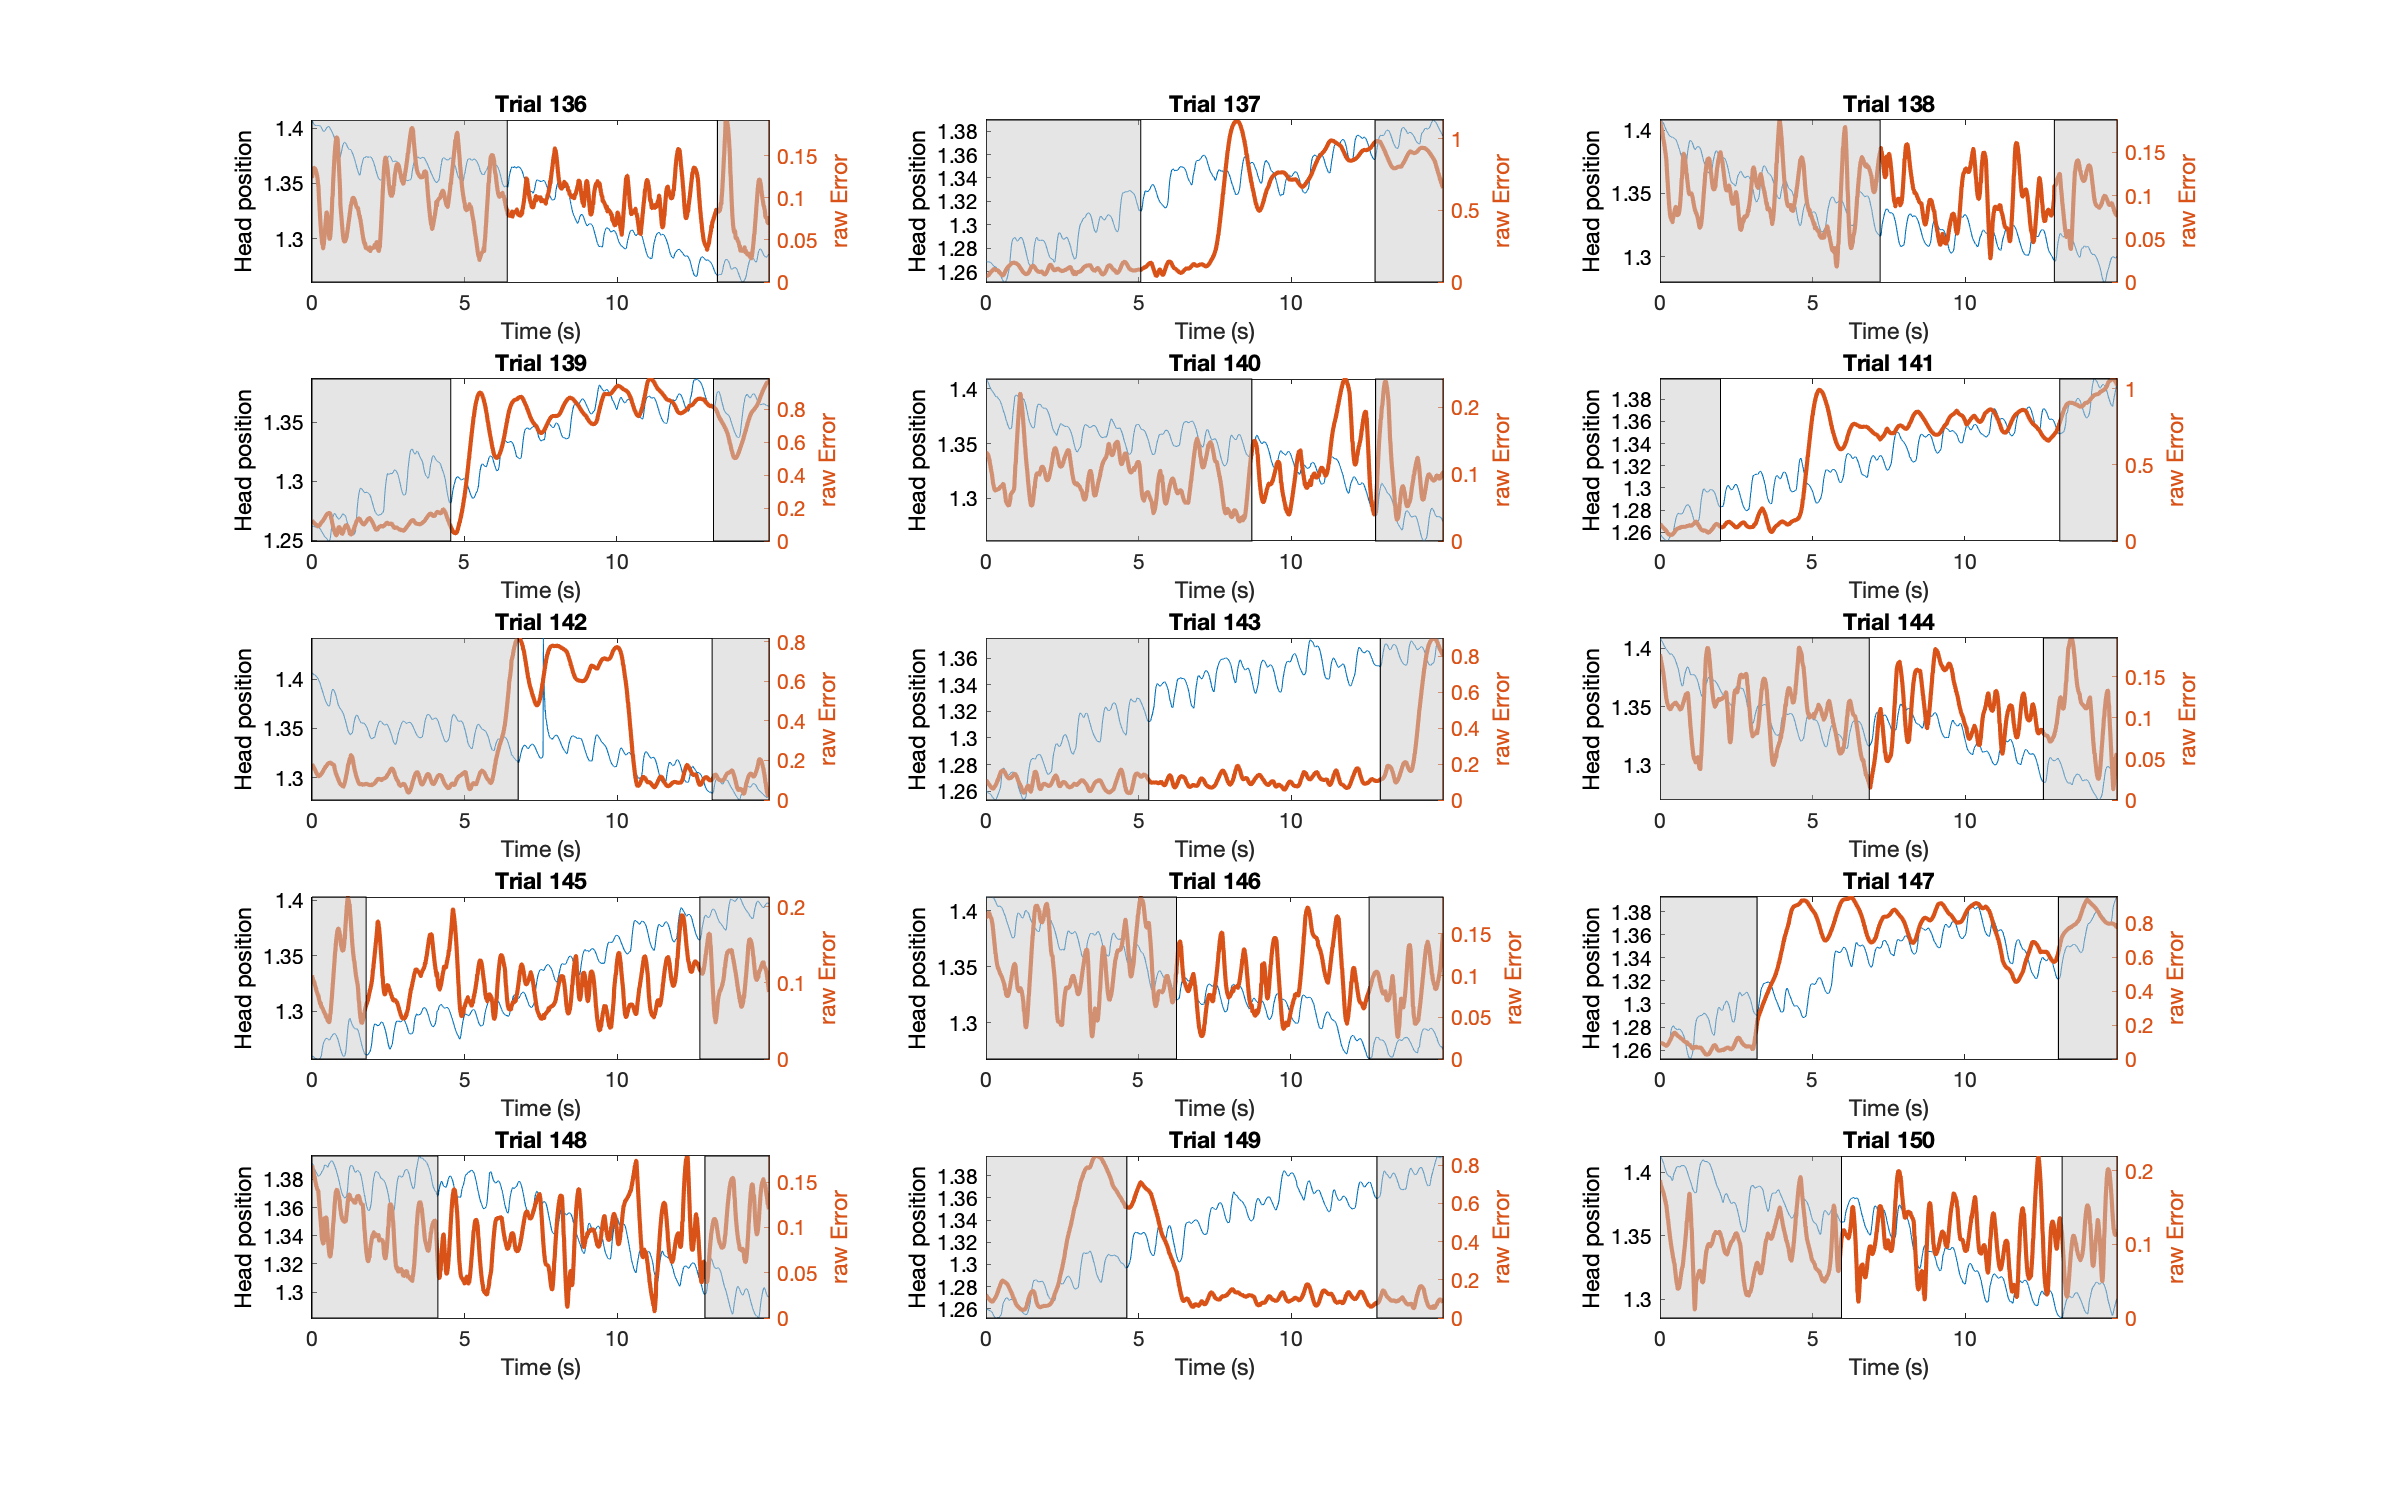 Trial 136
Head position
1.4
1.35
1.3
0.15
0.1
0.05
0
raw Error
0
5
10
Time (s)
Trial 137
Head position
1.38
1.36
1.34
1.32
1.3
1.28
1.26
1
0.5
0
raw Error
0
5
10
Time (s)
Trial 138
Head position
1.4
1.35
1.3
0.15
0.1
0.05
0
raw Error
0
5
10
Time (s)
Trial 139
Head position
1.35
1.3
1.25
0.8
0.6
0.4
0.2
0
raw Error
0
5
10
Time (s)
Trial 140
Head position
1.4
1.35
1.3
0.2
0.1
0
raw Error
0
5
10
Time (s)
Trial 141
Head position
1.38
1.36
1.34
1.32
1.3
1.28
1.26
1
0.5
0
raw Error
0
5
10
Time (s)
Trial 142
Head position
1.4
1.35
1.3
0.8
0.6
0.4
0.2
0
raw Error
0
5
10
Time (s)
Trial 143
Head position
1.36
1.34
1.32
1.3
1.28
1.26
0.8
0.6
0.4
0.2
0
raw Error
0
5
10
Time (s)
Trial 144
Head position
1.4
1.35
1.3
0.15
0.1
0.05
0
raw Error
0
5
10
Time (s)
Trial 145
Head position
1.4
1.35
1.3
0.2
0.1
0
raw Error
0
5
10
Time (s)
Trial 146
Head position
1.4
1.35
1.3
0.15
0.1
0.05
0
raw Error
0
5
10
Time (s)
Trial 147
Head position
1.38
1.36
1.34
1.32
1.3
1.28
1.26
0.8
0.6
0.4
0.2
0
raw Error
0
5
10
Time (s)
Trial 148
Head position
1.38
1.36
1.34
1.32
1.3
0.15
0.1
0.05
0
raw Error
0
5
10
Time (s)
Trial 149
Head position
1.38
1.36
1.34
1.32
1.3
1.28
1.26
0.8
0.6
0.4
0.2
0
raw Error
0
5
10
Time (s)
Trial 150
Head position
1.4
1.35
1.3
0.2
0.1
0
raw Error
0
5
10
Time (s)